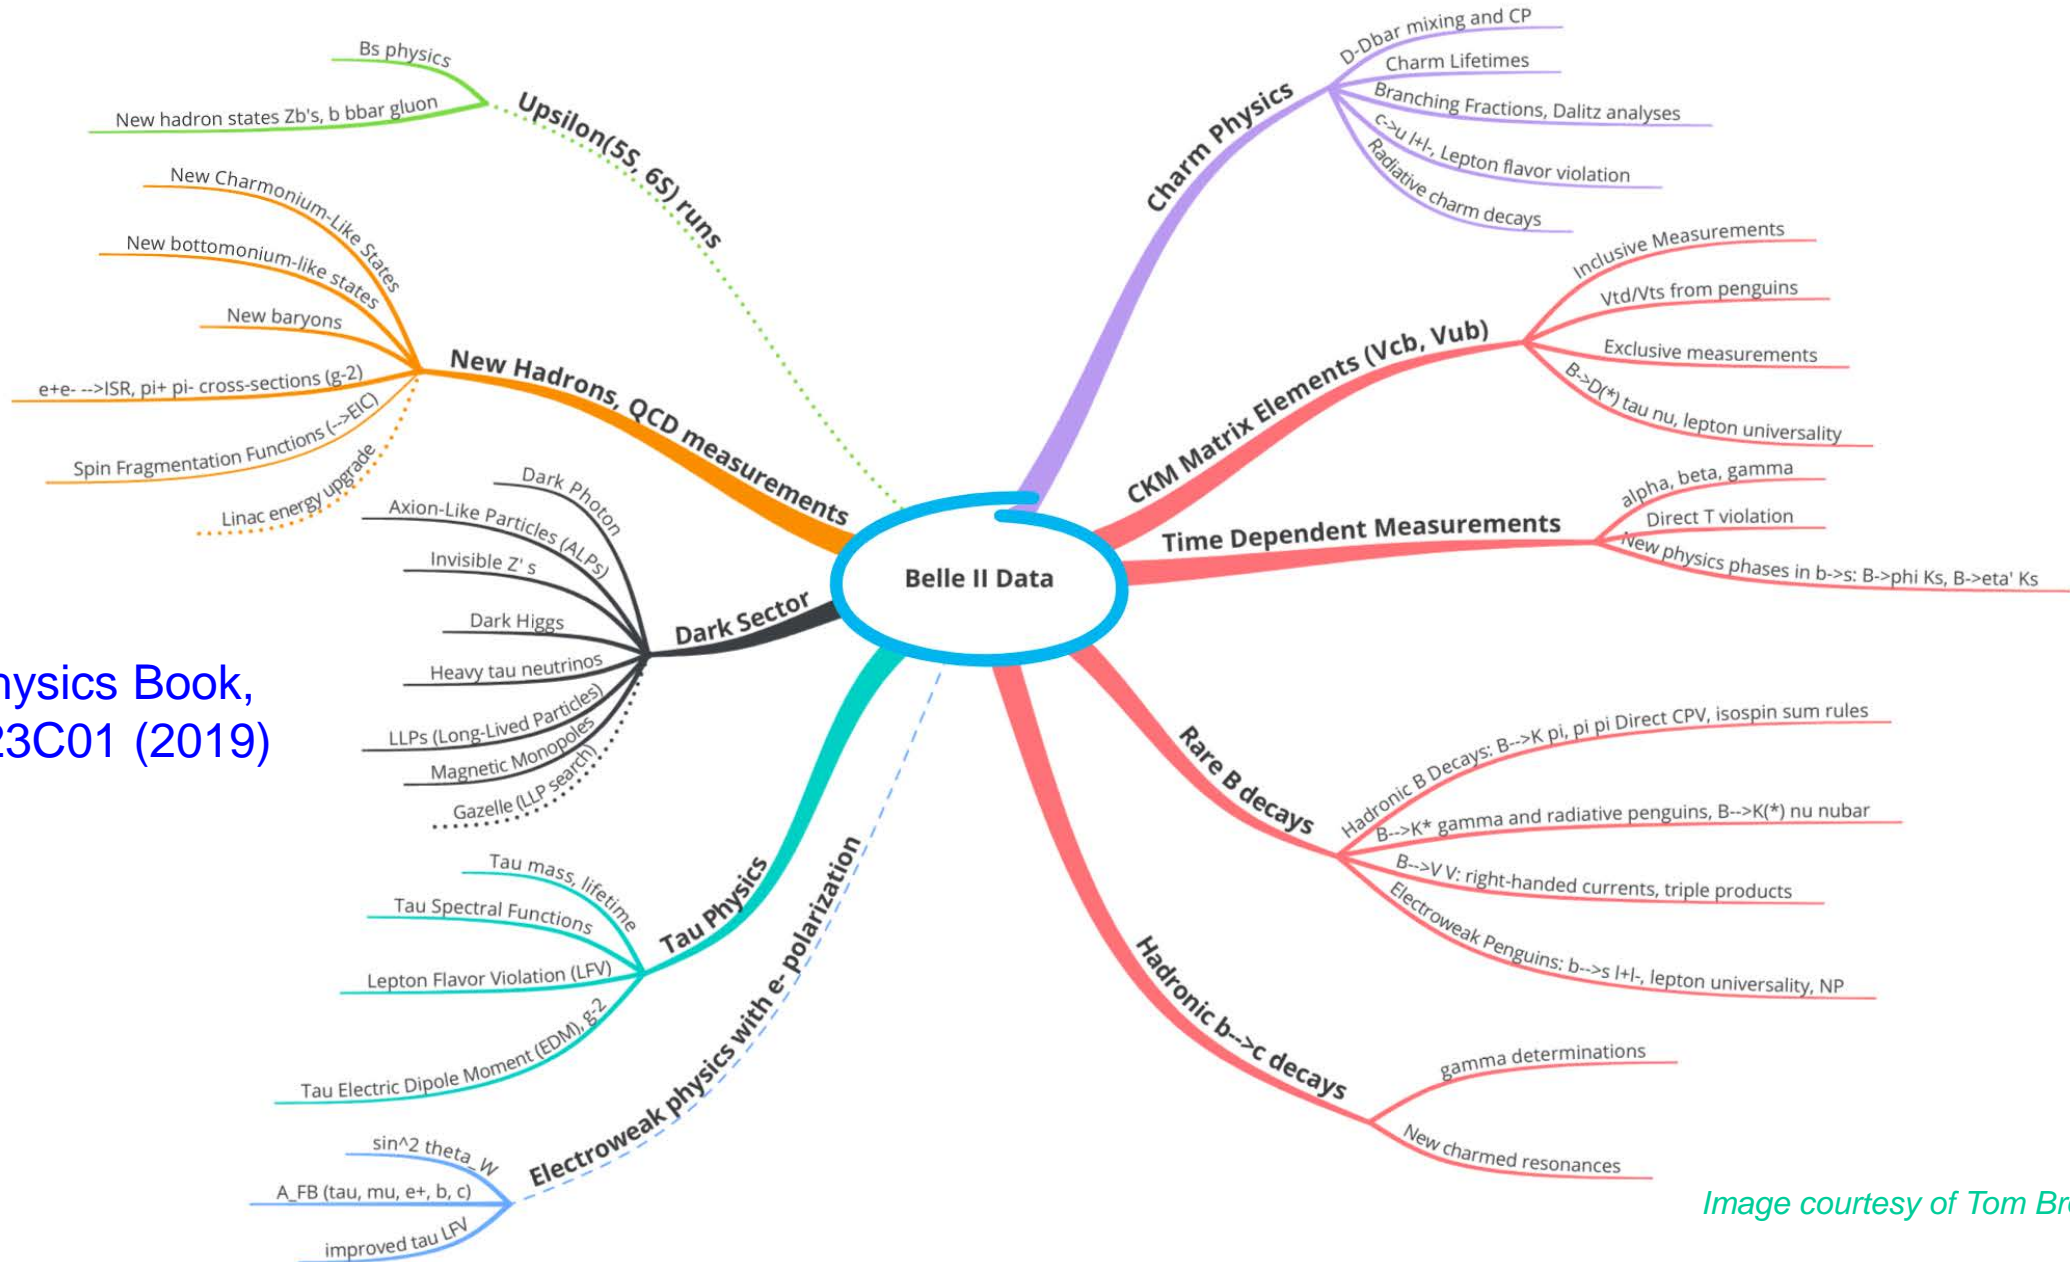 Belle II Data
Upsilon(5S, 6S) runs
Bs physics
New hadron states Zb's, b bbar gluon
New Hadrons, QCD measurements
New Charmonium-Like States
New bottomonium-like states
New baryons
e+e- -->ISR, pi+ pi- cross-sections (g-2)
Spin Fragmentation Functions (-->EIC)
Linac energy upgrade
Dark Sector
Dark Photon
Axion-Like Particles (ALPs)
Invisible Z' s
Dark Higgs
Heavy tau neutrinos
LLPs (Long-Lived Particles)
Magnetic Monopoles
Gazelle (LLP search)
Tau Physics
Tau mass, lifetime
Tau Spectral Functions
Lepton Flavor Violation (LFV)
Tau Electric Dipole Moment (EDM), g-2
Electroweak physics with e- polarization
sin^2 theta_W
A_FB (tau, mu, e+, b, c)
improved tau LFV
Charm Physics
D-Dbar mixing and CP
Charm Lifetimes
Branching Fractions, Dalitz analyses
c->u l+l-, Lepton flavor violation
Radiative charm decays
CKM Matrix Elements (Vcb, Vub)
Inclusive Measurements
Vtd/Vts from penguins
Exclusive measurements
B->D(*) tau nu, lepton universality
Time Dependent Measurements
alpha, beta, gamma
Direct T violation
New physics phases in b->s: B->phi Ks, B->eta' Ks
Rare B decays
Hadronic B Decays: B-->K pi, pi pi Direct CPV, isospin sum rules
B-->K* gamma and radiative penguins, B-->K(*) nu nubar
B-->V V: right-handed currents, triple products
Electroweak Penguins: b-->s l+l-, lepton universality, NP
Hadronic b-->c decays
gamma determinations
New charmed resonances
Physics Book,
23C01 (2019)
Image courtesy of Tom